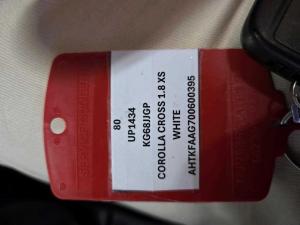 80
UP1434
KG68JJGP
COROLLA CROSS 1.8 XS
WHITE
AHTKFAAG700600395